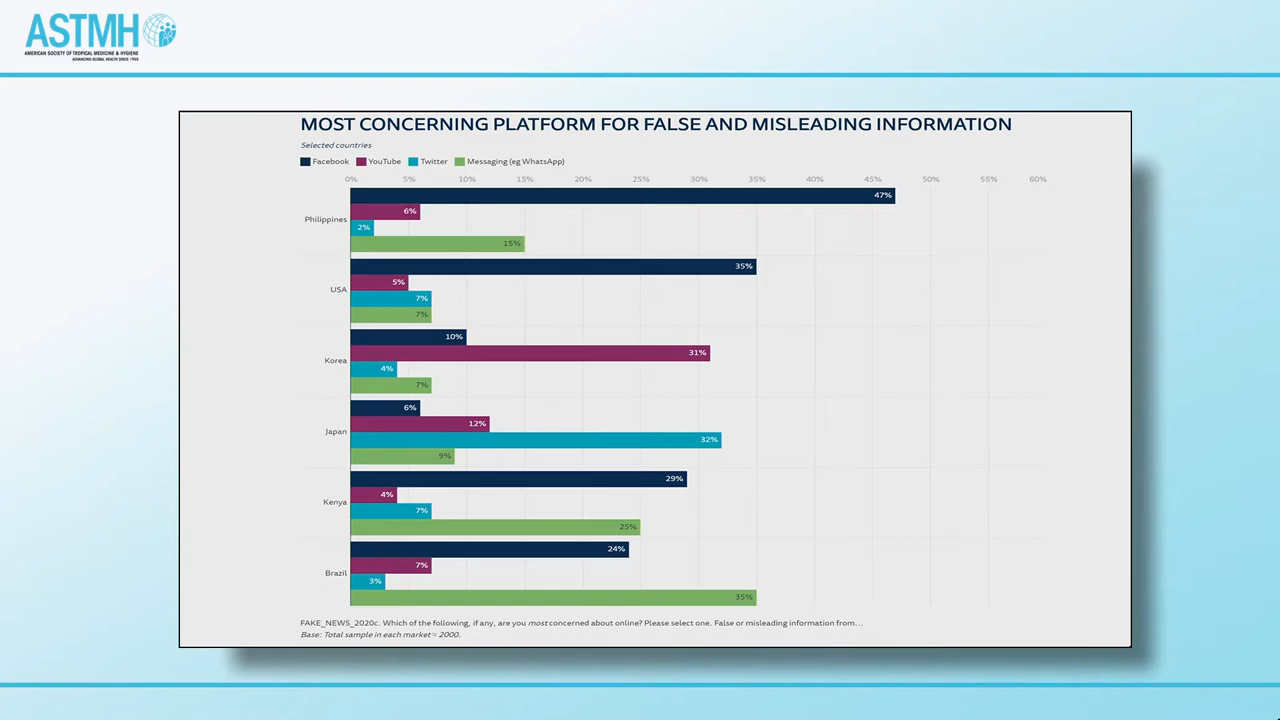 ASTMH
AMERICAN SOCIETY OF TROPICAL MEDICINE & HYGIENE
ADVANCING GLOBAL HEALTH SINCE 1903
MOST CONCERNING PLATFORM FOR FALSE AND MISLEADING INFORMATION
Selected countries
Facebook YouTube Twitter Messaging (eg WhatsApp)
0% 5% 10% 15% 20% 25% 30% 35% 40% 45% 50% 55% 60%
Philippines
47%
6%
2%
15%
USA
35%
5%
7%
7%
Korea
10%
31%
4%
7%
Japan
6%
12%
32%
9%
Kenya
29%
4%
7%
25%
Brazil
24%
7%
3%
35%
FAKE_NEWS_2020c. Which of the following, if any, are you most concerned about online? Please select one. False or misleading information from...
Base: Total sample in each market ≈ 2000.